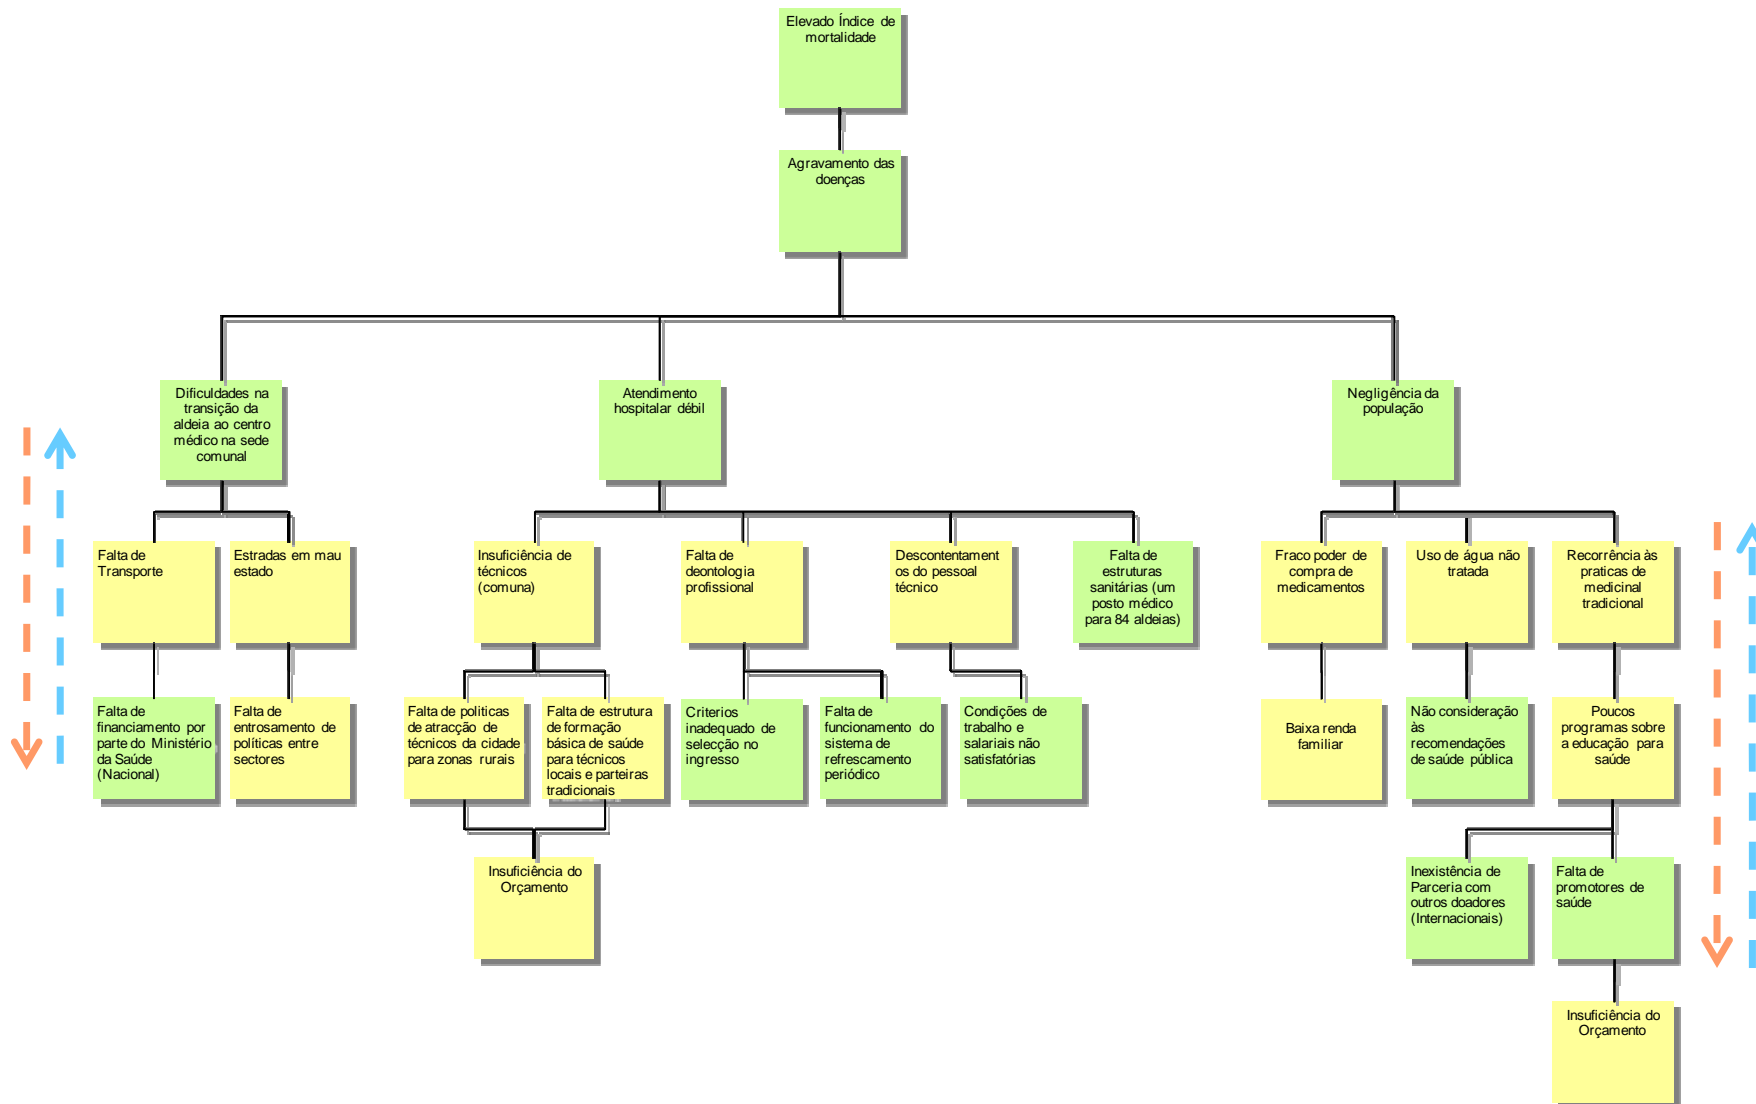 Elevado Índice de
mortalidade
Agravamento das
doenças
Dificuldades na
transição da
aldeia ao centro
médico na sede
comunal
Atendimento
hospitalar débil
Negligência da
população
Falta de
Transporte
Estradas em mau
estado
Insuficiência de
técnicos
(comuna)
Falta de
deontologia
profissional
Descontentament
os do pessoal
técnico
Falta de
estruturas
sanitárias (um
posto médico
para 84 aldeias)
Fraco poder de
compra de
medicamentos
Uso de água não
tratada
Recorrência às
praticas de
medicinal
tradicional
Falta de
financiamento por
parte do Ministério
da Saúde
(Nacional)
Falta de
entrosamento de
políticas entre
sectores
Falta de politicas
de atracção de
técnicos da cidade
para zonas rurais
Falta de estrutura
de formação
básica de saúde
para técnicos
locais e parteiras
tradicionais
Criterios
inadequado de
selecção no
ingresso
Falta de
funcionamento do
sistema de
refrescamento
periódico
Condições de
trabalho e
salariais não
satisfatórias
Baixa renda
familiar
Não consideração
às
recomendações
de saúde pública
Poucos
programas sobre
a educação para
saúde
Insuficiência do
Orçamento
Inexistência de
Parceria com
outros doadores
(Internacionais)
Falta de
promotores de
saúde
Insuficiência do
Orçamento